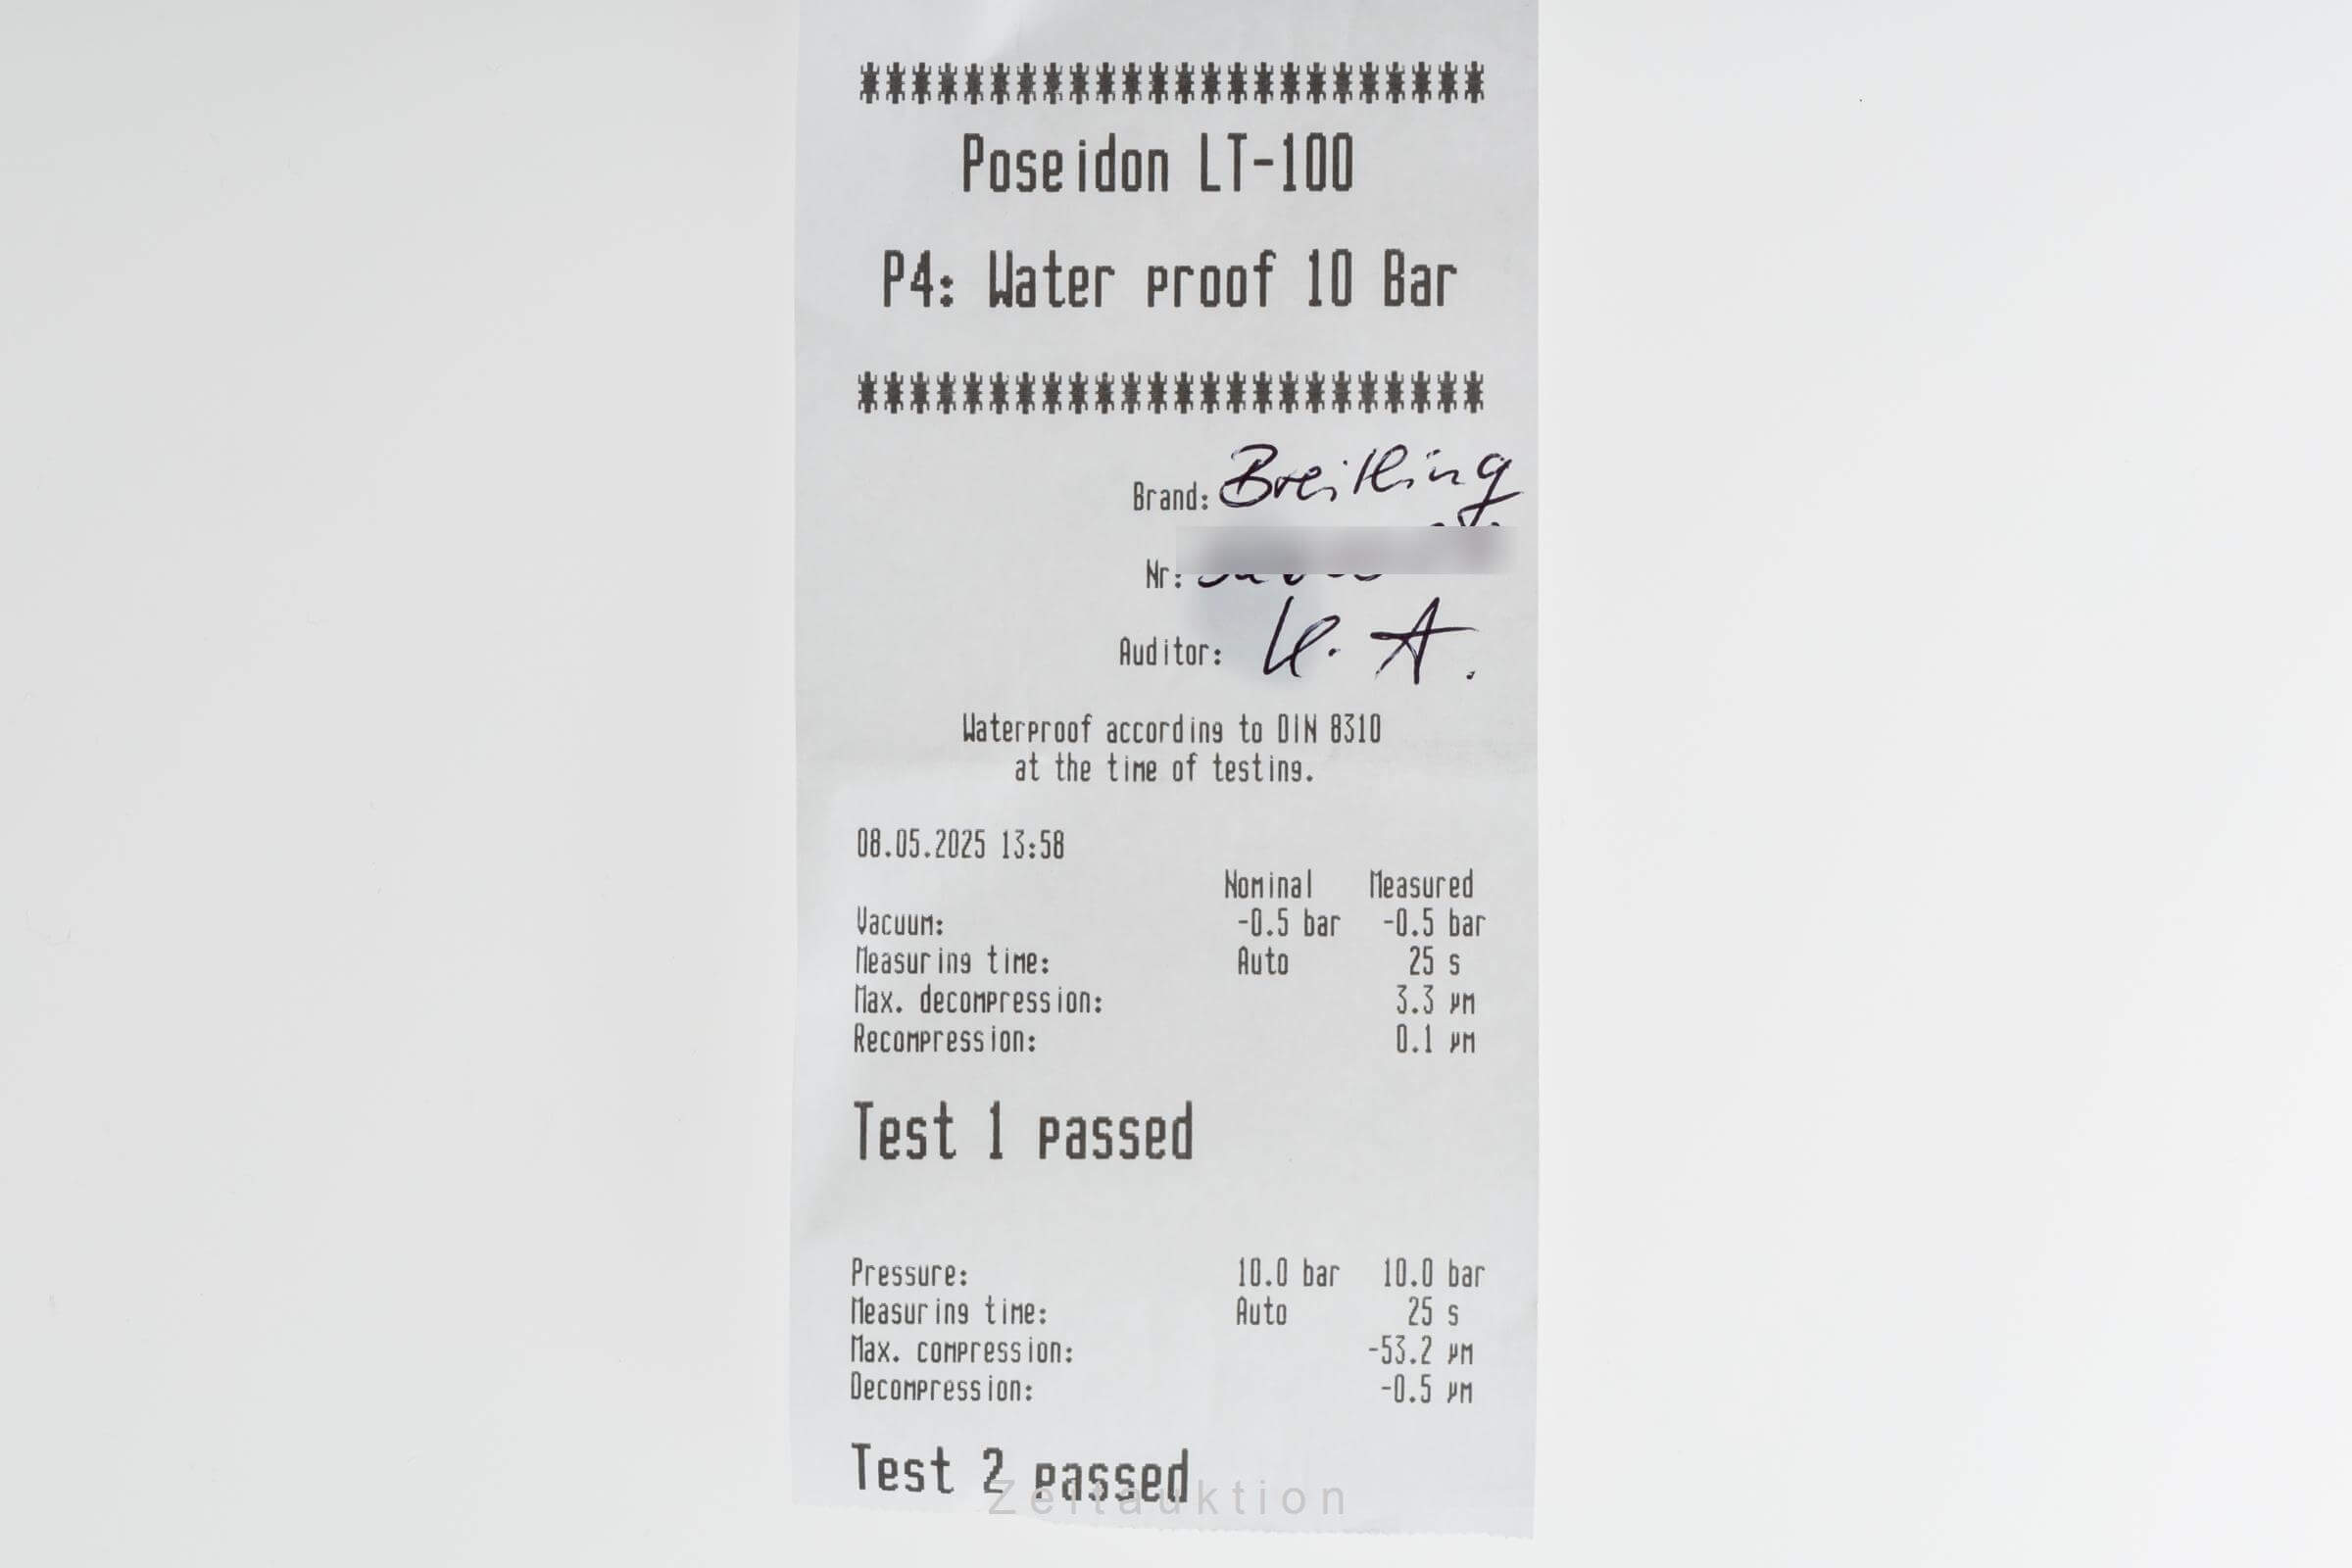 ************************
Poseidon LT-100
P4: Water proof 10 Bar
************************
Brand: Breitling
Nr:
Auditor: K. A.
Waterproof according to DIN 8310
at the time of testing.
08.05.2025 13:58
Nominal Measured
Vacuum: -0.5 bar -0.5 bar
Measuring time: Auto 25 s
Max. decompression: 3.3 µm
Recompression: 0.1 µm
Test 1 passed
Pressure: 10.0 bar 10.0 bar
Measuring time: Auto 25 s
Max. compression: -53.2 µm
Decompression: -0.5 µm
Test 2 passed
Zeitauktion